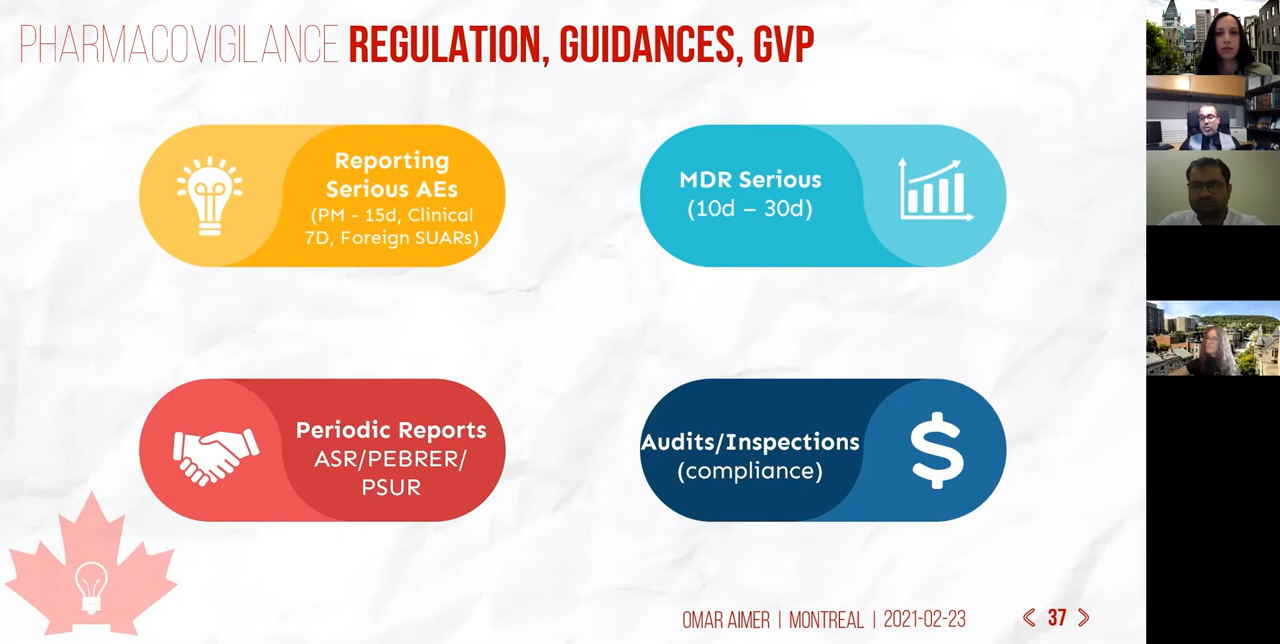 PHARMACOVIGILANCE REGULATION, GUIDANCES, GVP
Reporting
Serious AEs
(PM - 15d, Clinical
7D, Foreign SUARs)
MDR Serious
(10d – 30d)
Periodic Reports
ASR/PEBRER/
PSUR
Audits/Inspections
(compliance)
$
OMAR AIMER | MONTREAL | 2021-02-23
37